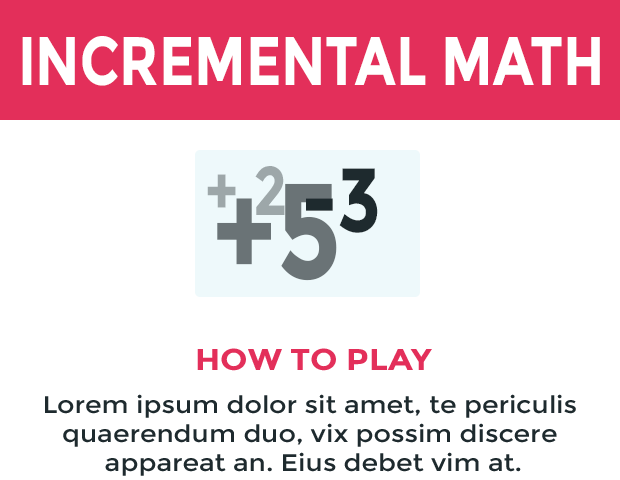 INCREMENTAL MATH
+2 +5 -3
HOW TO PLAY
Lorem ipsum dolor sit amet, te periculis
quaerendum duo, vix possim discere
appareat an. Eius debet vim at.